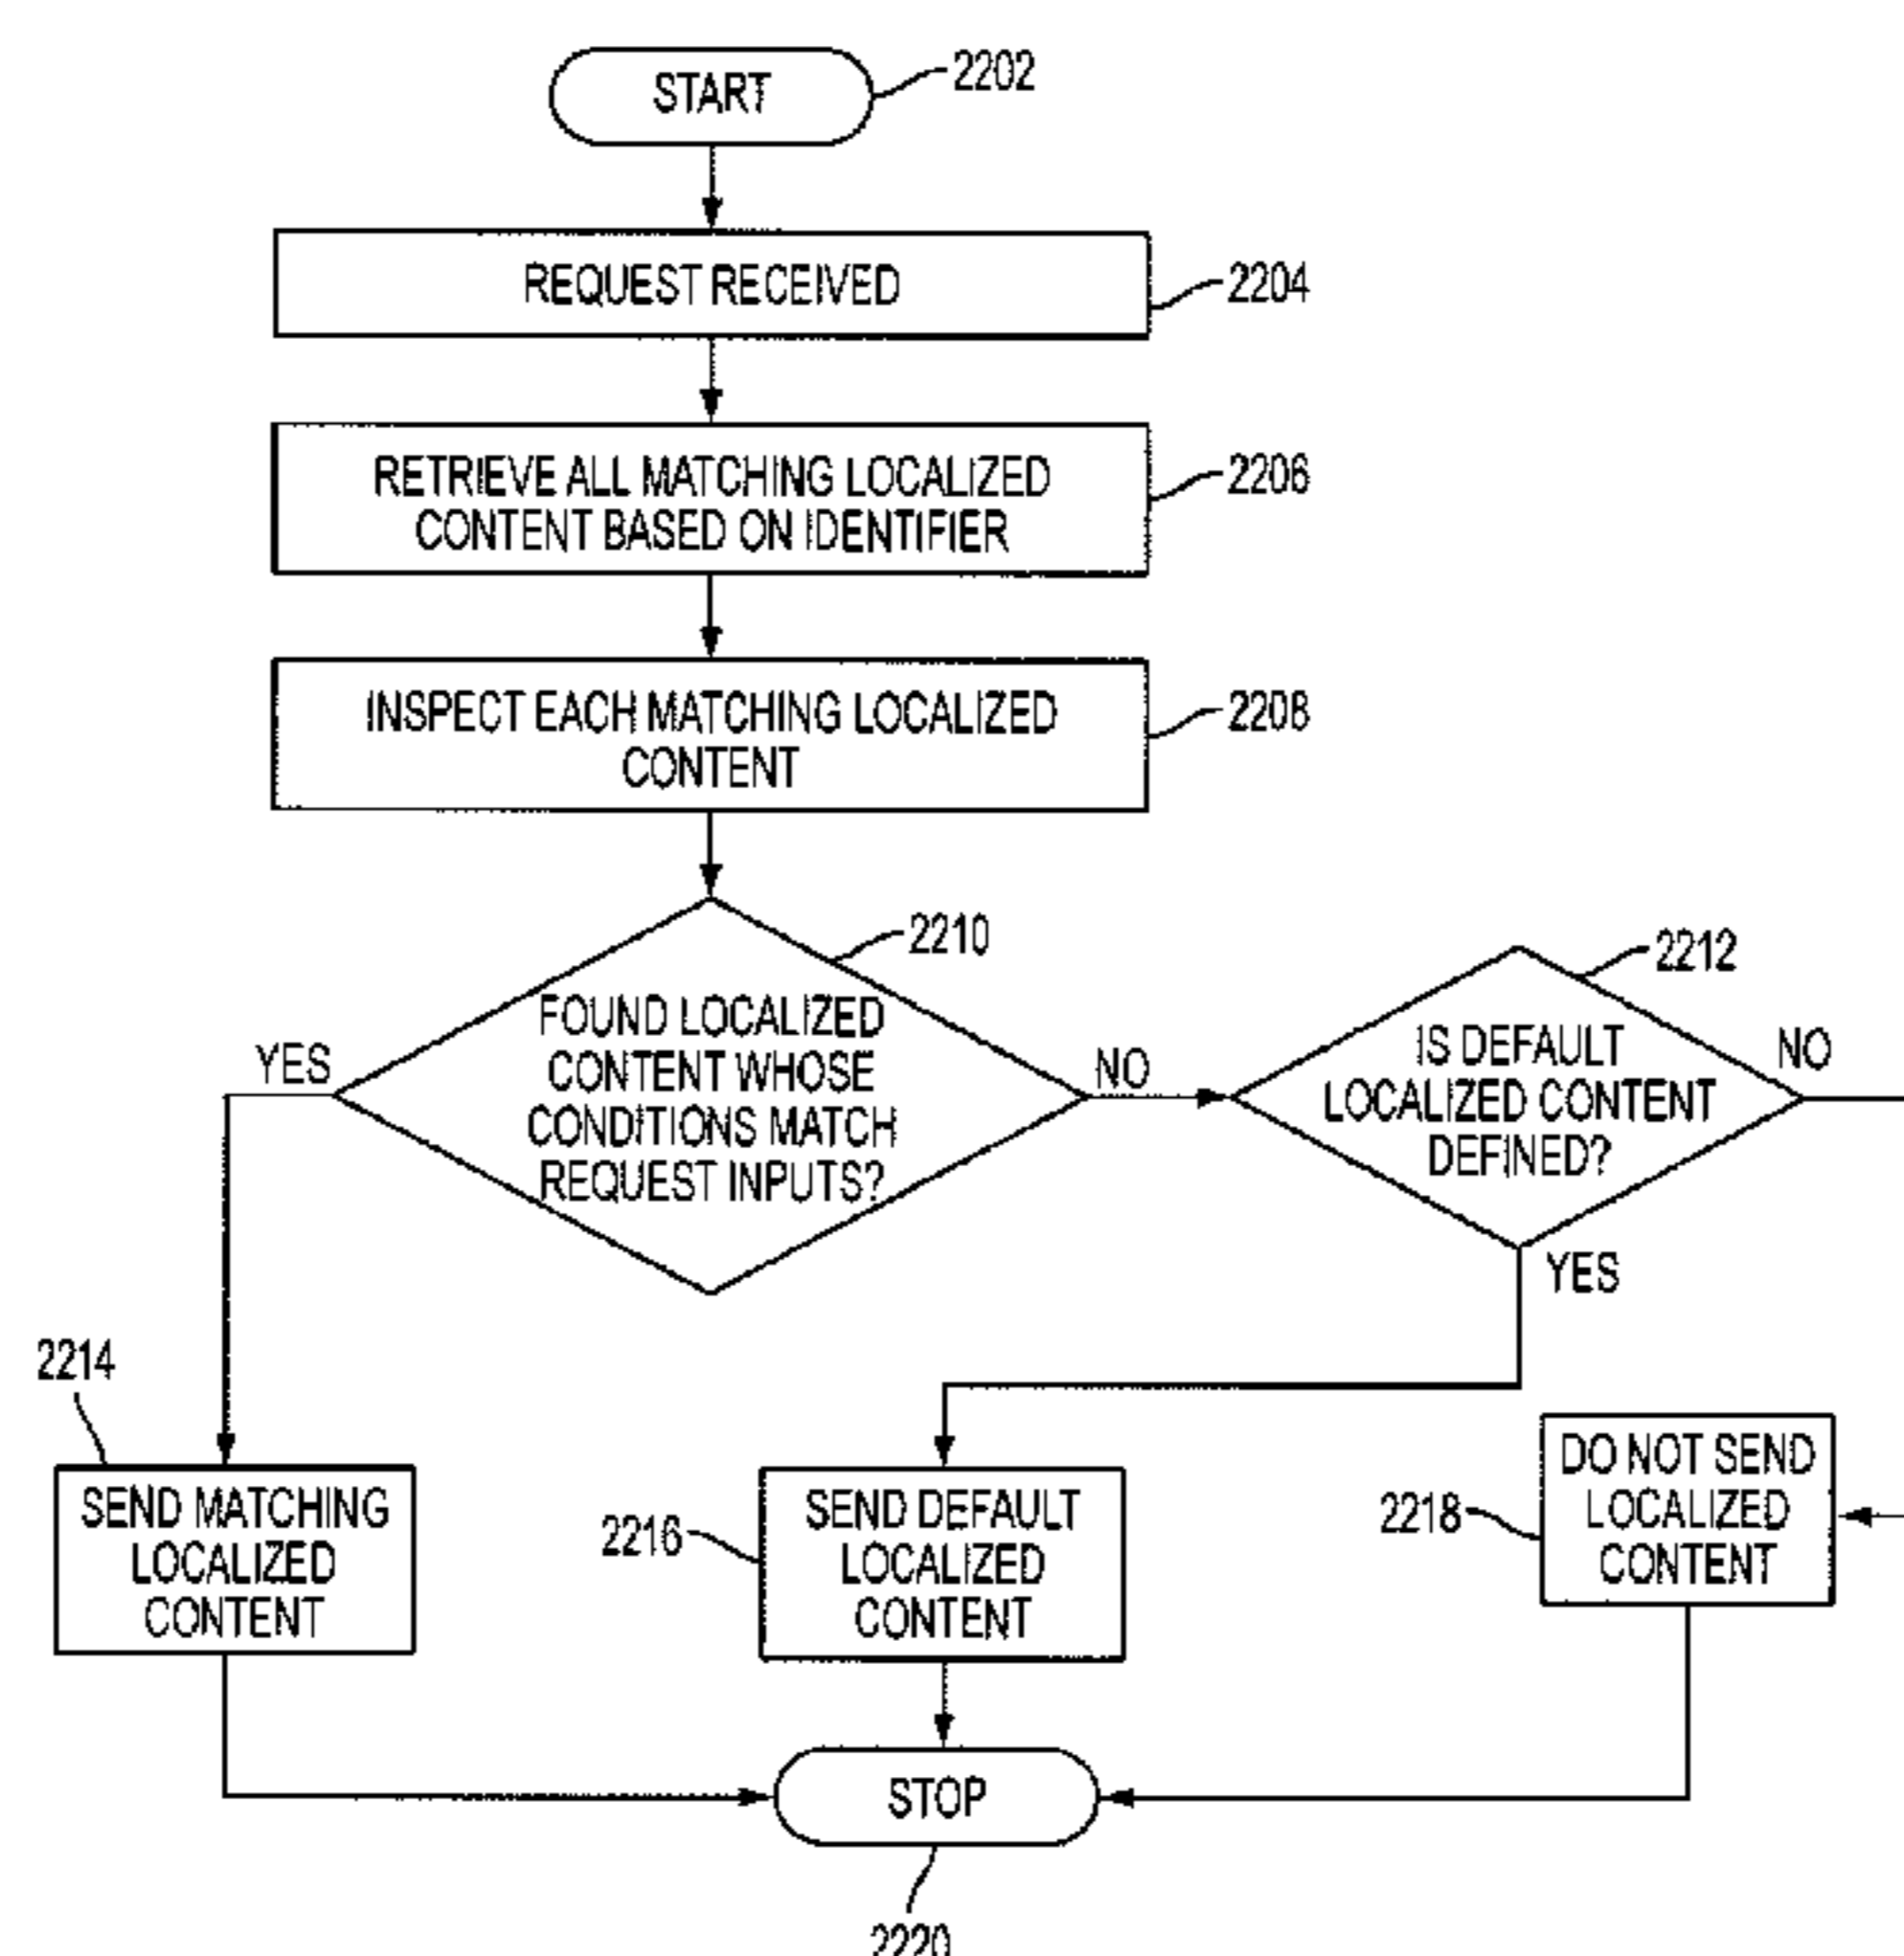 START
2202
REQUEST RECEIVED
2204
RETRIEVE ALL MATCHING LOCALIZED
CONTENT BASED ON IDENTIFIER
2206
INSPECT EACH MATCHING LOCALIZED
CONTENT
2208
2210
FOUND LOCALIZED
CONTENT WHOSE
CONDITIONS MATCH
REQUEST INPUTS?
YES
NO
2212
IS DEFAULT
LOCALIZED CONTENT
DEFINED?
NO
YES
2214
SEND MATCHING
LOCALIZED
CONTENT
2216
SEND DEFAULT
LOCALIZED
CONTENT
2218
DO NOT SEND
LOCALIZED
CONTENT
STOP
2220